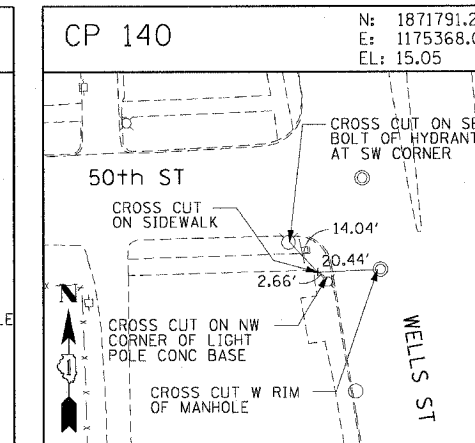 CP 140
N: 1871791.2
E: 1175368.0
EL: 15.05
CROSS CUT ON SE
BOLT OF HYDRANT
AT SW CORNER
50th ST
CROSS CUT
ON SIDEWALK
14.04'
20.44'
2.66'
N
LE
CROSS CUT ON NW
CORNER OF LIGHT
POLE CONC BASE
WELLS ST
CROSS CUT W RIM
OF MANHOLE